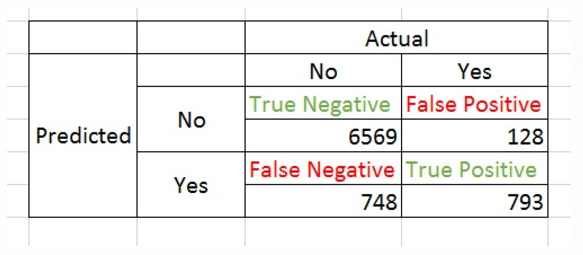 Actual
No Yes
True Negative False Positive
No
6569 128
Predicted
False Negative True Positive
Yes
748 793